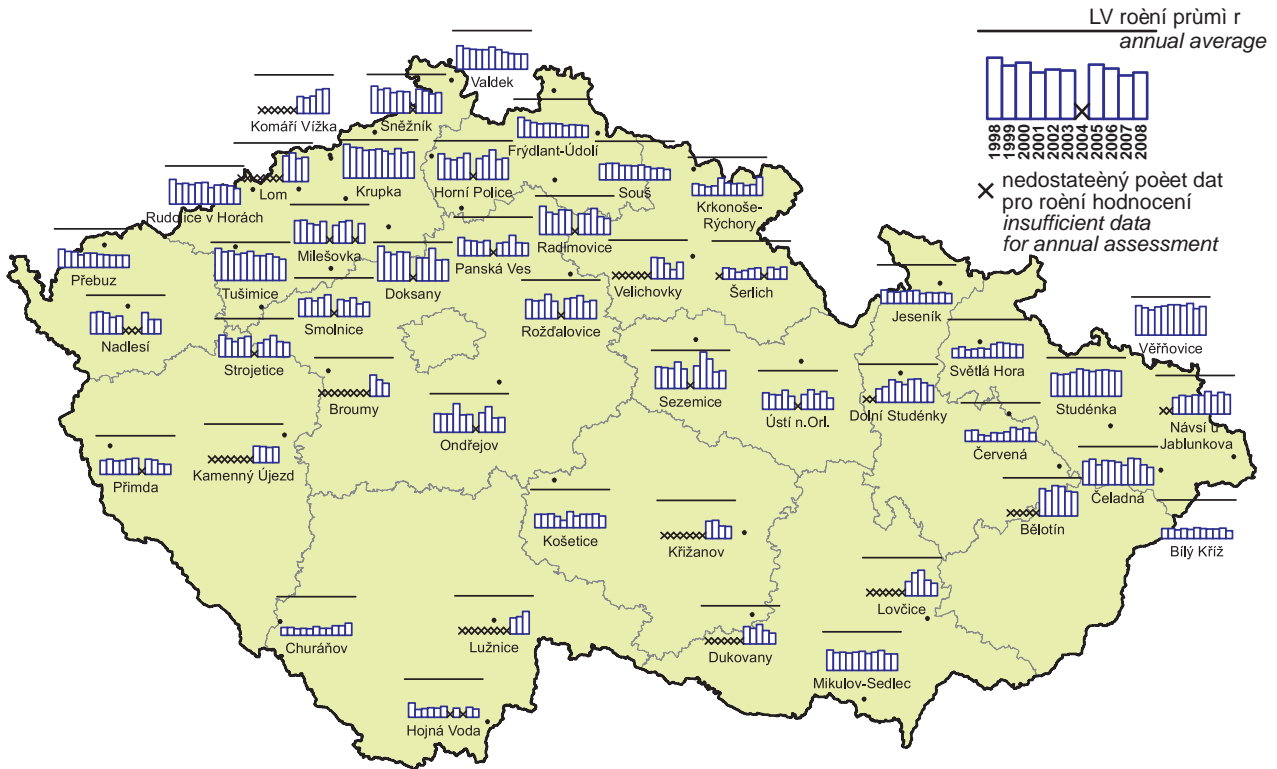 LV roèní prùmì r
annual average
1998
1999
2000
2001
2002
2003
2004
2005
2006
2007
2008
nedostateèný poèet dat
pro roèní hodnocení
insufficient data
for annual assessment
Valdek
Komáří Vížka
Sněžník
Frýdlant-Údolí
Lom
Krupka
Horní Police
Souš
Rudolice v Horách
Krkonoše-
Rýchory
Milešovka
Radimovice
Přebuz
Tušimice
Doksany
Panská Ves
Velichovky
Šerlich
Jeseník
Nadlesí
Smolnice
Rožďalovice
Věřňovice
Strojetice
Světlá Hora
Broumy
Sezemice
Ústí n.Orl.
Dolní Studénky
Studénka
Návsí u
Jablunkova
Ondřejov
Červená
Přimda
Kamenný Újezd
Čeladná
Košetice
Křižanov
Bělotín
Bílý Kříž
Lovčice
Churáňov
Lužnice
Dukovany
Mikulov-Sedlec
Hojná Voda